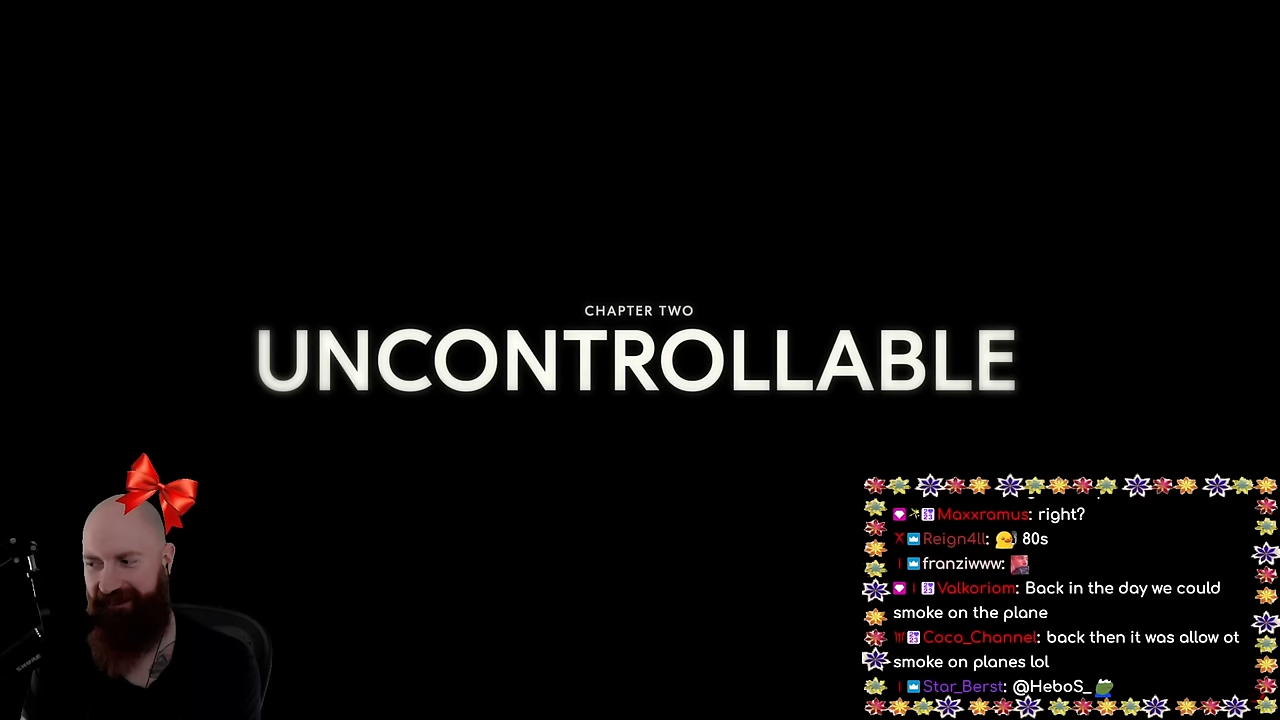 CHAPTER TWO
UNCONTROLLABLE
Maxxramus: right?
Reign4ll: 80s
franziwww:
Valkoriom: Back in the day we could
smoke on the plane
Coco_Channel: back then it was allow ot
smoke on planes lol
Star_Berst: @HeboS_
SHURE